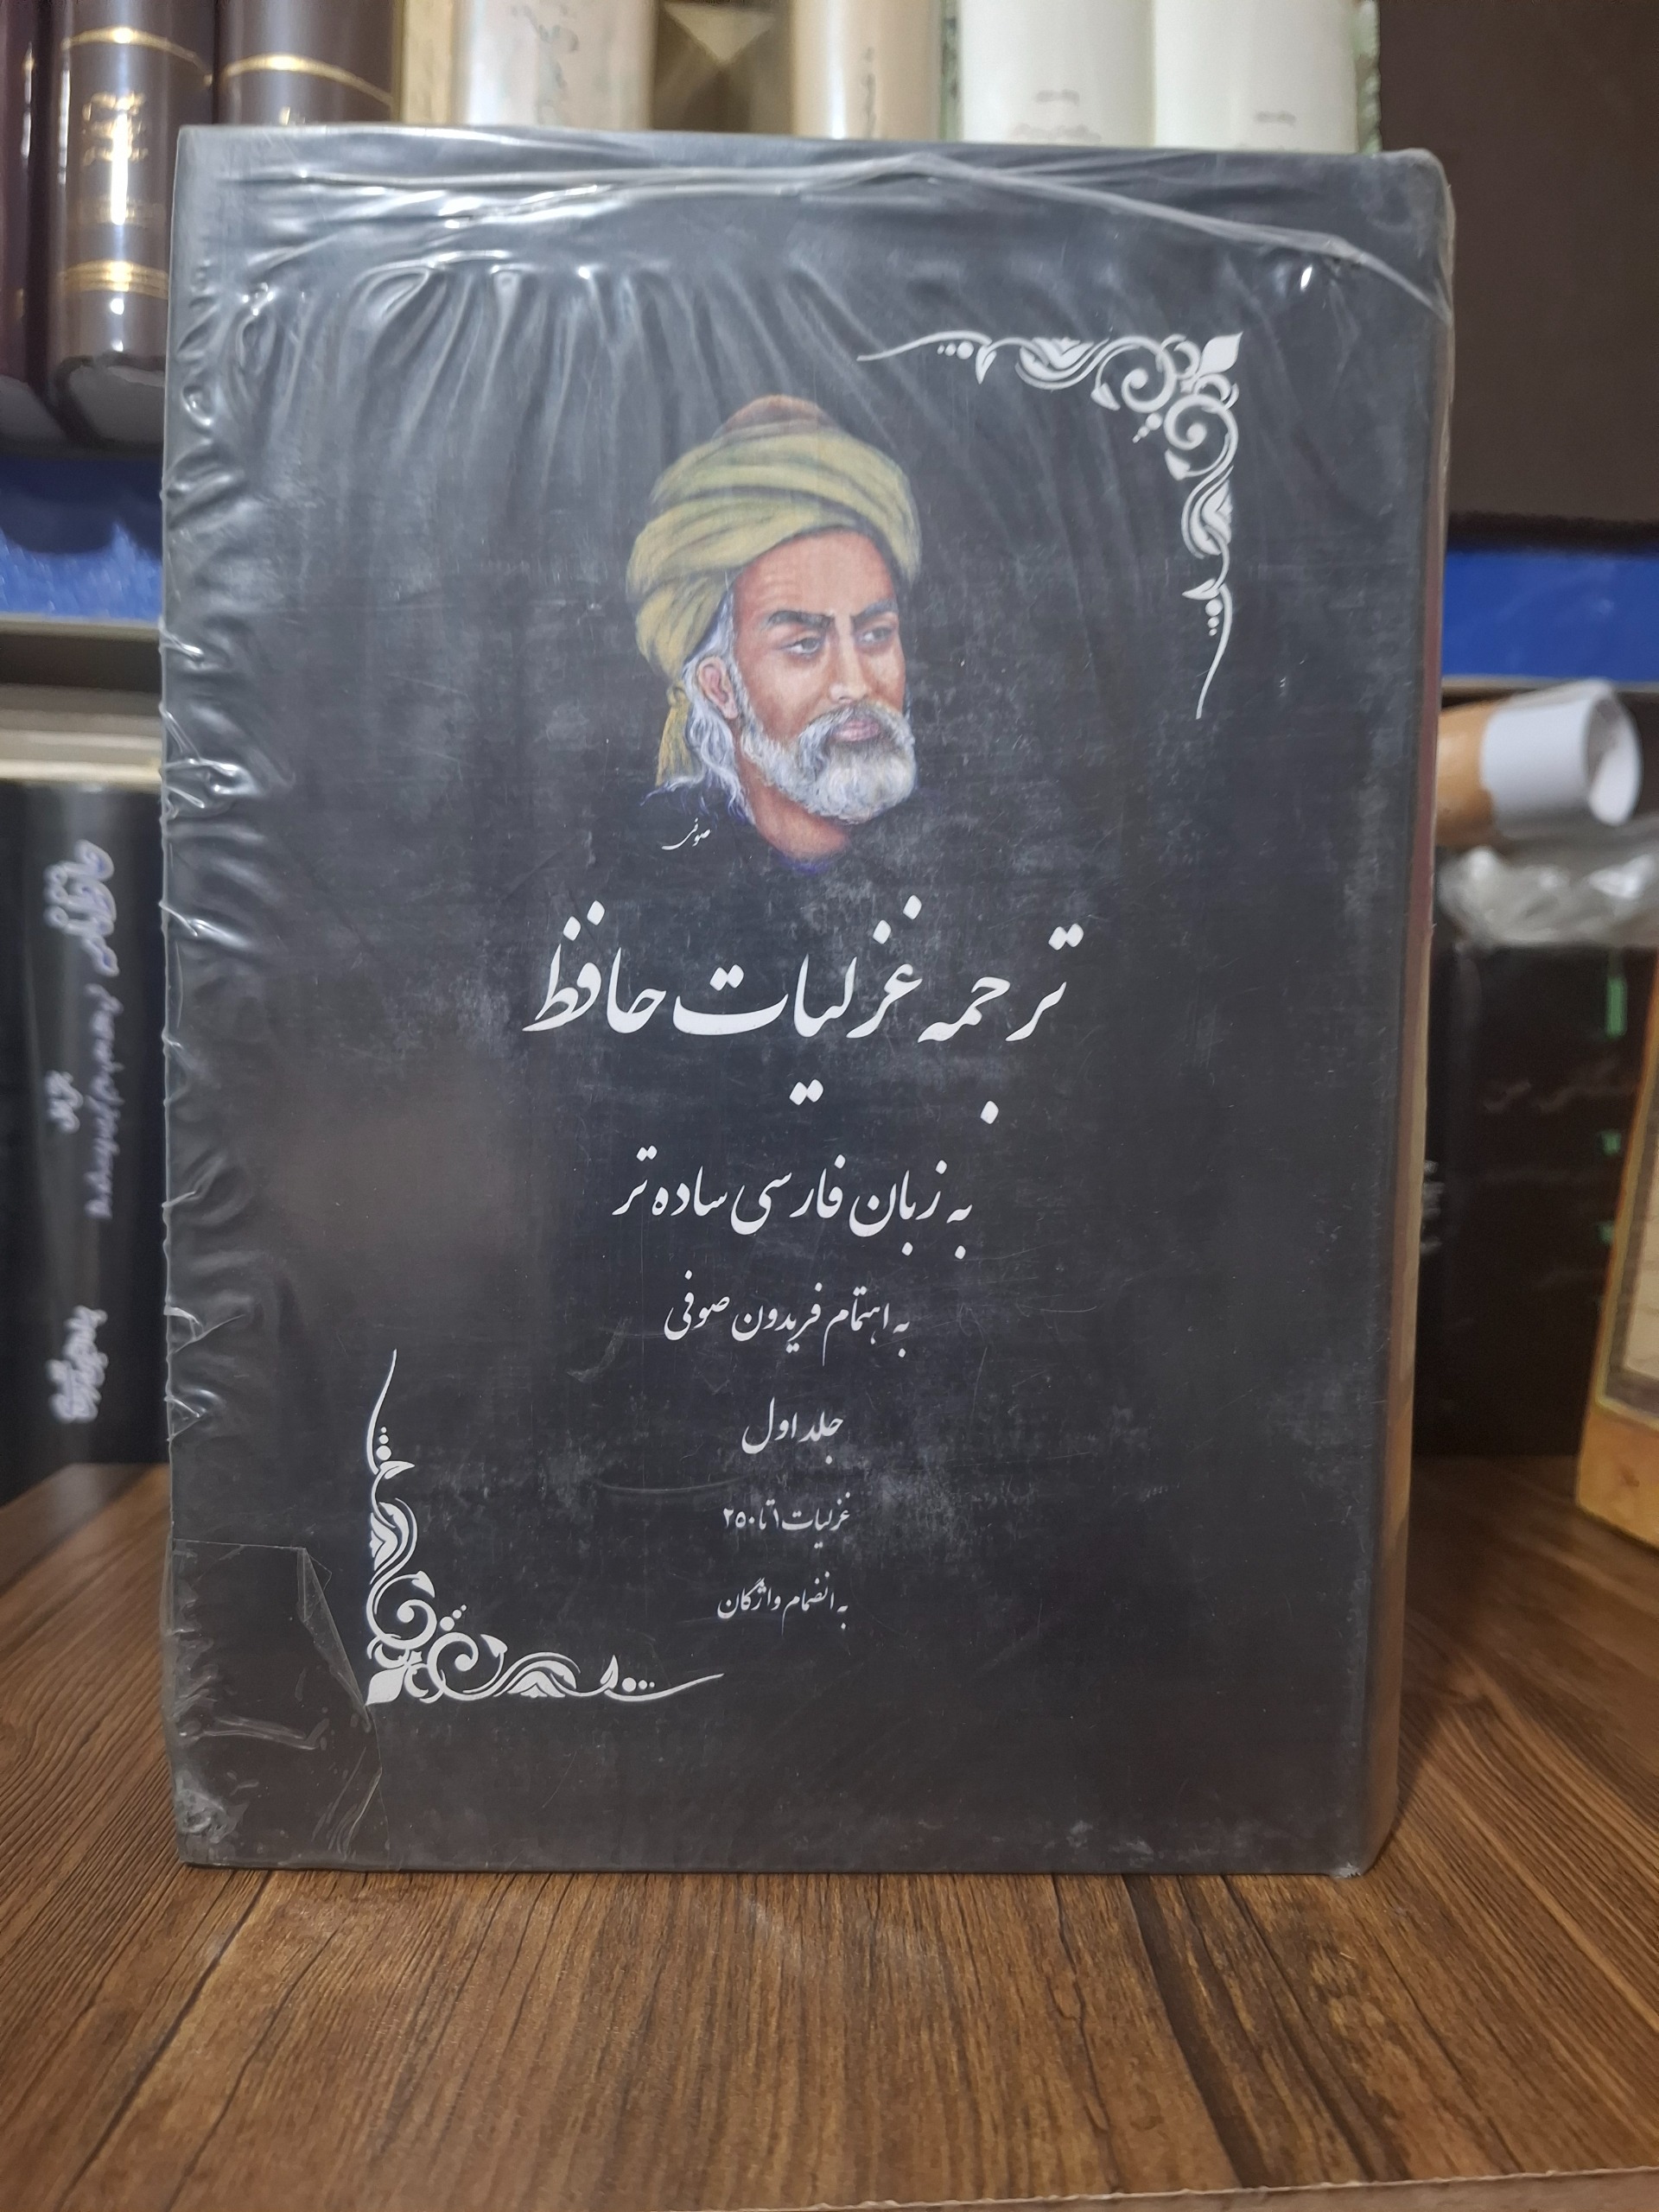 صوفی
ترجمه غزلیات حافظ
به زبان فارسی ساده تر
به اهتمام فریدون صوفی
جلد اول
غزلیات ۱ تا ۲۵۰
به انضمام واژگان